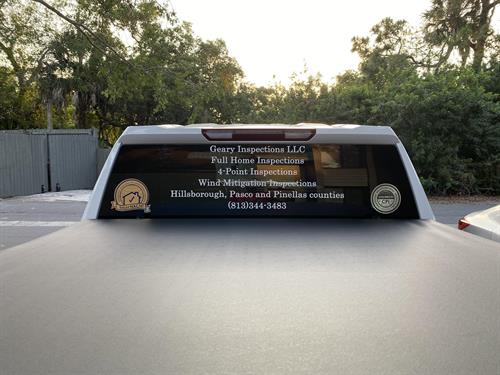 Geary Inspections LLC
Full Home Inspections
4-Point Inspections
Wind Mitigation Inspections
Hillsborough, Pasco and Pinellas counties
(813)344-3483